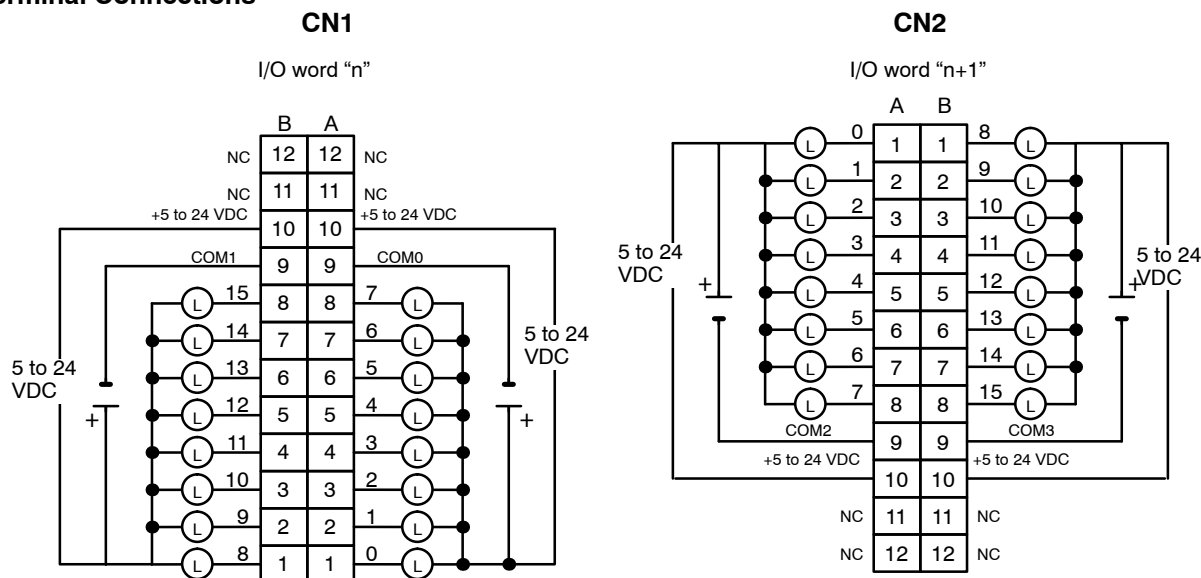 CN1
I/O word “n”
B A
NC 12 12 NC
NC 11 11 NC
+5 to 24 VDC 10 10 +5 to 24 VDC
COM1 9 9 COM0
L 15 8 8 7 L
L 14 7 7 6 L
L 13 6 6 5 L
L 12 5 5 4 L
L 11 4 4 3 L
L 10 3 3 2 L
L 9 2 2 1 L
L 8 1 1 0 L
5 to 24
VDC
+
5 to 24
VDC
+
CN2
I/O word “n+1”
A B
L 0 1 1 8 L
L 1 2 2 9 L
L 2 3 3 10 L
L 3 4 4 11 L
L 4 5 5 12 L
L 5 6 6 13 L
L 6 7 7 14 L
L 7 8 8 15 L
COM2 9 9 COM3
+5 to 24 VDC 10 10 +5 to 24 VDC
NC 11 11 NC
NC 12 12 NC
5 to 24
VDC
+
5 to 24
VDC
+